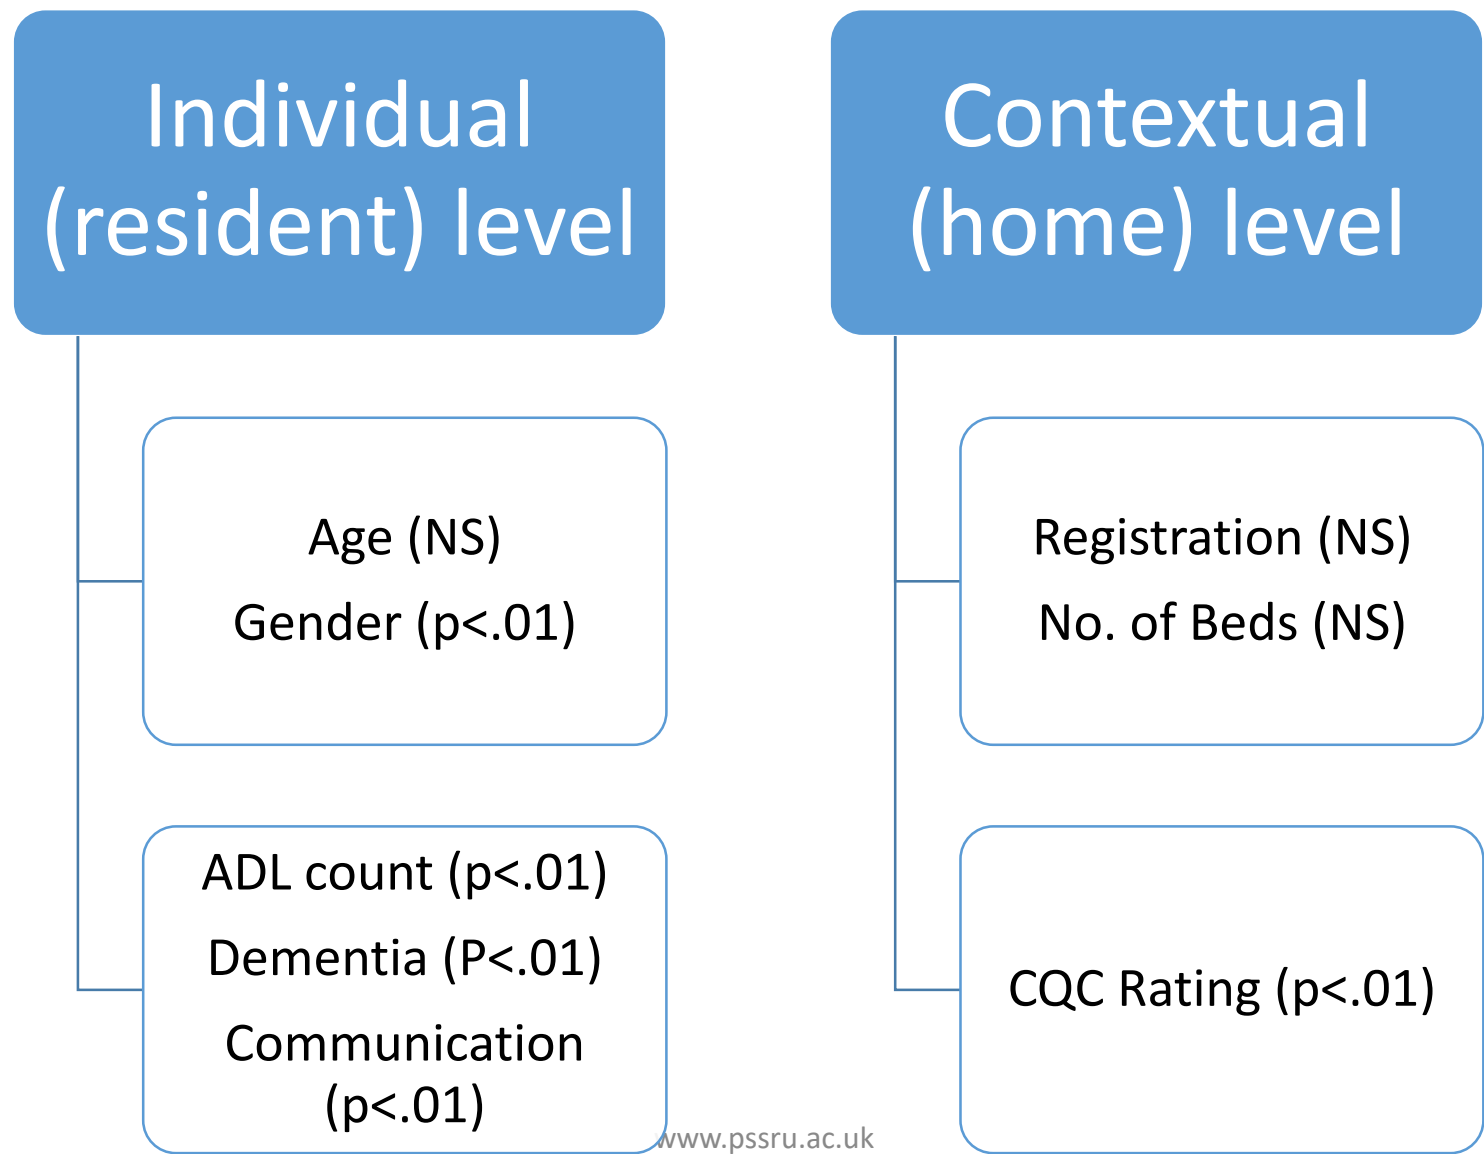 Individual
(resident) level
Age (NS)
Gender (p<.01)
ADL count (p<.01)
Dementia (P<.01)
Communication
(p<.01)
Contextual
(home) level
Registration (NS)
No. of Beds (NS)
CQC Rating (p<.01)
www.pssru.ac.uk